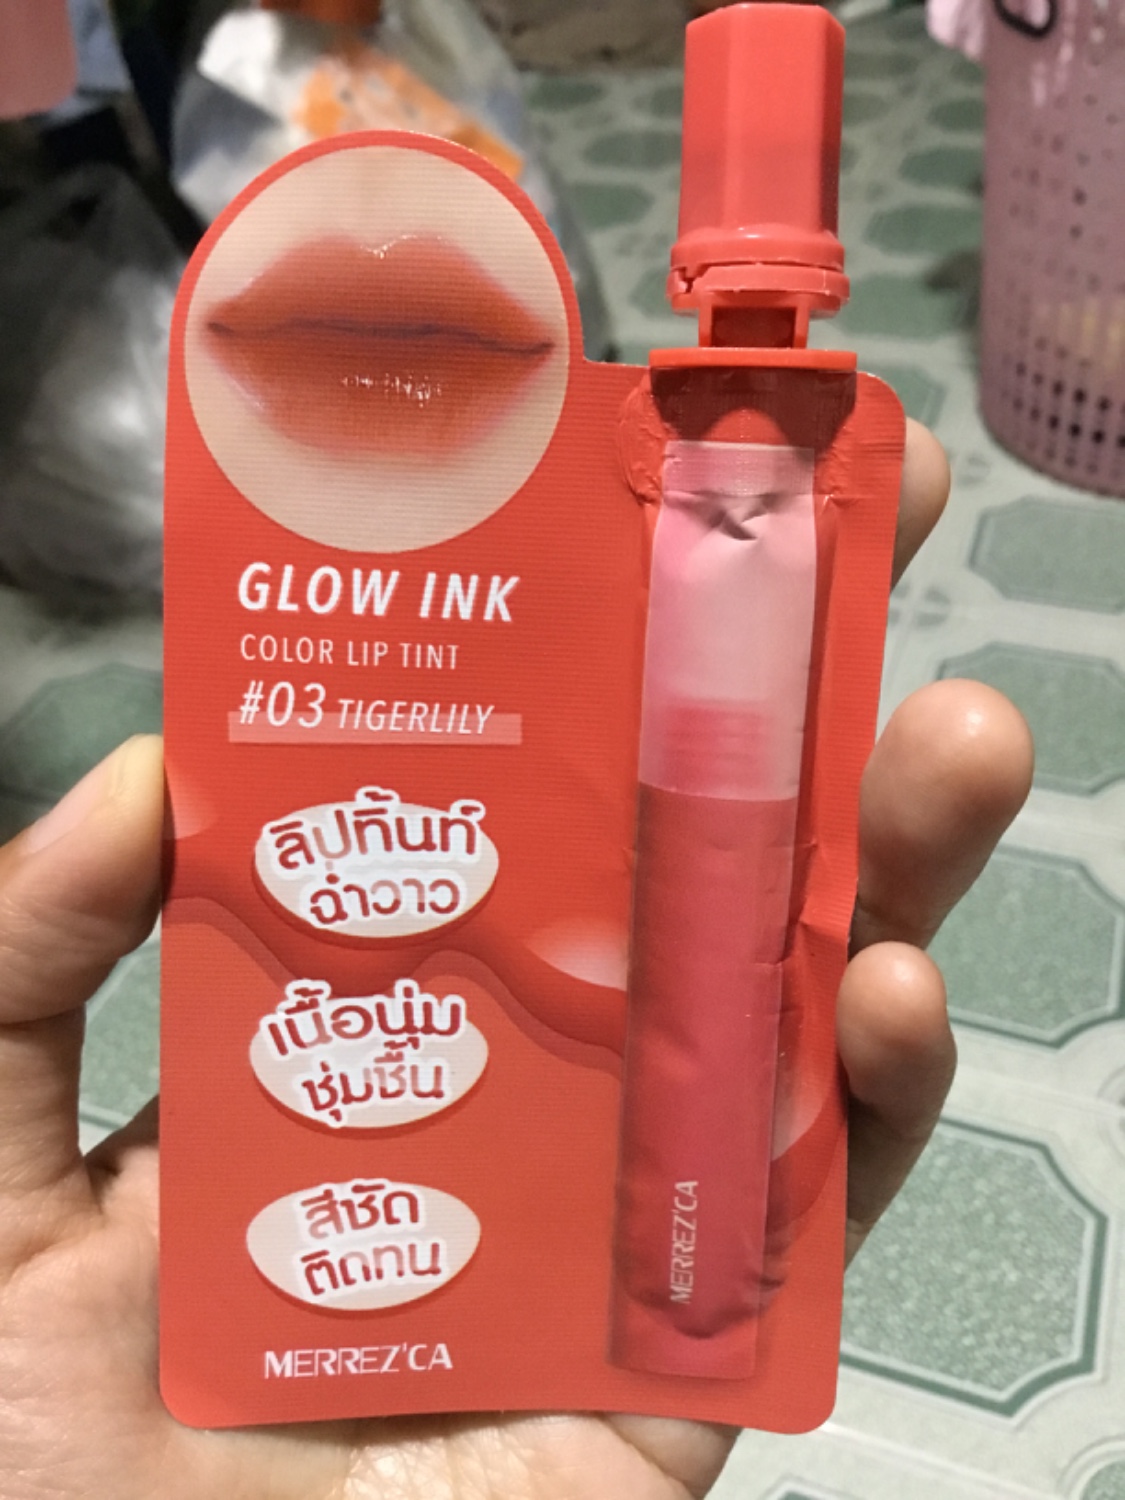 GLOW INK
COLOR LIP TINT
#03 TIGERLILY
ลิปทิ้นท์
ฉ่ำวาว
เนื้อนุ่ม
ชุ่มชื้น
สีชัด
ติดทน
MERREZ'CA
MERREZ'CA